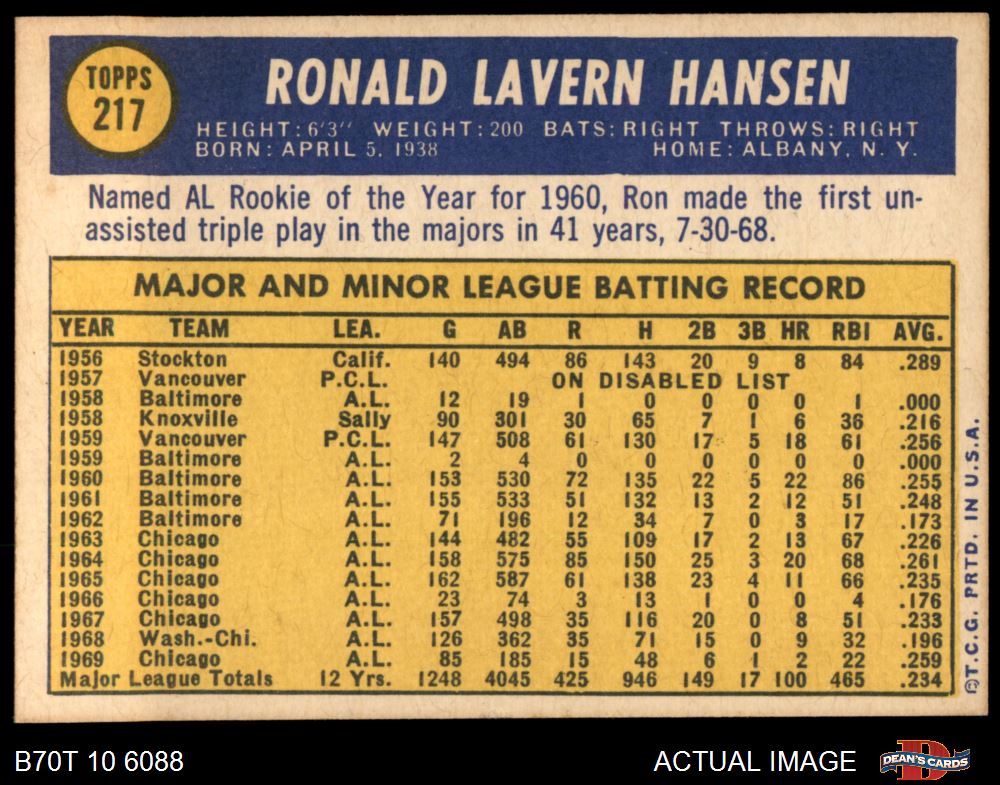 TOPPS
217
RONALD LAVERN HANSEN
HEIGHT: 6'3" WEIGHT: 200 BATS: RIGHT THROWS: RIGHT
BORN: APRIL 5, 1938 HOME: ALBANY, N. Y.
Named AL Rookie of the Year for 1960, Ron made the first un-
assisted triple play in the majors in 41 years, 7-30-68.
MAJOR AND MINOR LEAGUE BATTING RECORD
YEAR TEAM LEA. G AB R H 2B 3B HR RBI AVG.
1956 Stockton Calif. 140 494 86 143 20 9 8 84 .289
1957 Vancouver P.C.L. ON DISABLED LIST
1958 Baltimore A.L. 12 19 1 0 0 0 0 1 .000
1958 Knoxville Sally 90 301 30 65 7 1 6 36 .216
1959 Vancouver P.C.L. 147 508 61 130 17 5 18 61 .256
1959 Baltimore A.L. 2 4 0 0 0 0 0 0 .000
1960 Baltimore A.L. 153 530 72 135 22 5 22 86 .255
1961 Baltimore A.L. 155 533 51 132 13 2 12 51 .248
1962 Baltimore A.L. 71 196 12 34 7 0 3 17 .173
1963 Chicago A.L. 144 482 55 109 17 2 13 67 .226
1964 Chicago A.L. 158 575 85 150 25 3 20 68 .261
1965 Chicago A.L. 162 587 61 138 23 4 11 66 .235
1966 Chicago A.L. 23 74 3 13 1 0 0 4 .176
1967 Chicago A.L. 157 498 35 116 20 0 8 51 .233
1968 Wash.-Chi. A.L. 126 362 35 71 15 0 9 32 .196
1969 Chicago A.L. 85 185 15 48 6 1 2 22 .259
Major League Totals 12 Yrs. 1248 4045 425 946 149 17 100 465 .234
©T.C.G. PRTD. IN U.S.A.
B70T 10 6088 ACTUAL IMAGE
D
DEAN'S CARDS